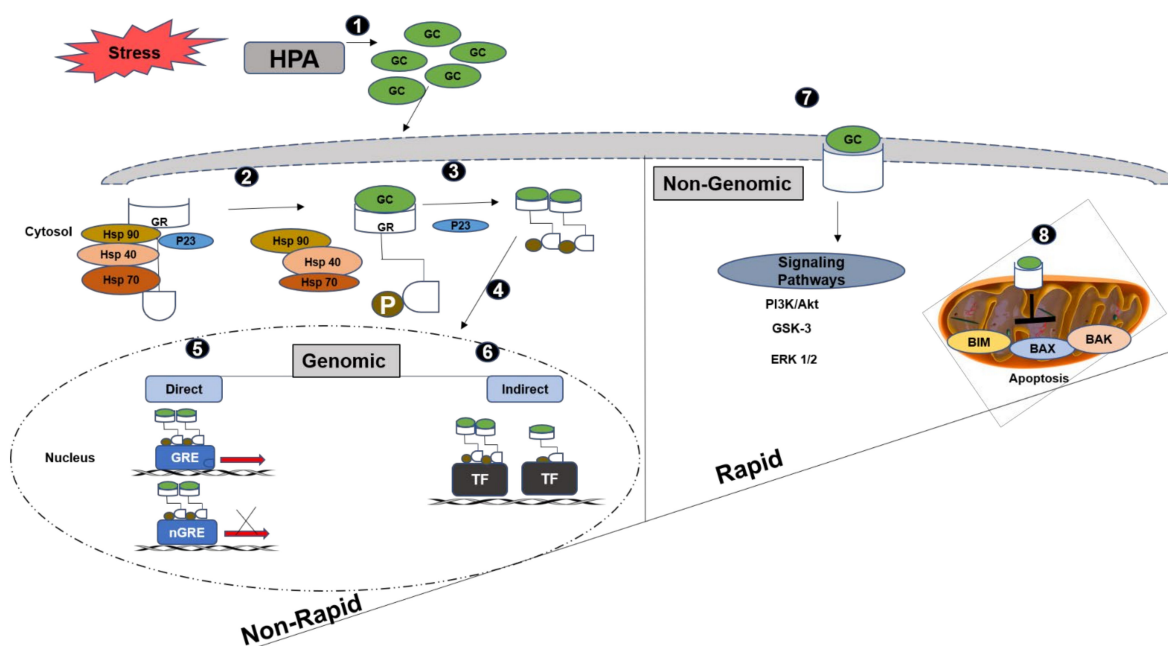 Stress
HPA
1
GC
GC
GC
GC
GC
GC
7
GC
2
3
Non-Genomic
GR
Cytosol
Hsp 90
P23
Hsp 40
Hsp 70
Hsp 90
Hsp 40
Hsp 70
GC
GR
P23
P
4
Signaling
Pathways
PI3K/Akt
GSK-3
ERK 1/2
8
BIM
BAX
BAK
Apoptosis
5
Genomic
6
Direct
Indirect
Nucleus
GRE
nGRE
TF
TF
Rapid
Non-Rapid